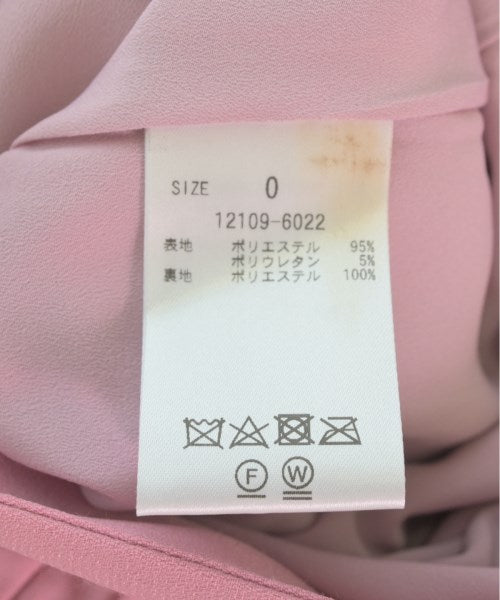 SIZE 0
12109-6022
表地 ポリエステル 95%
ポリウレタン 5%
裏地 ポリエステル 100%
F W